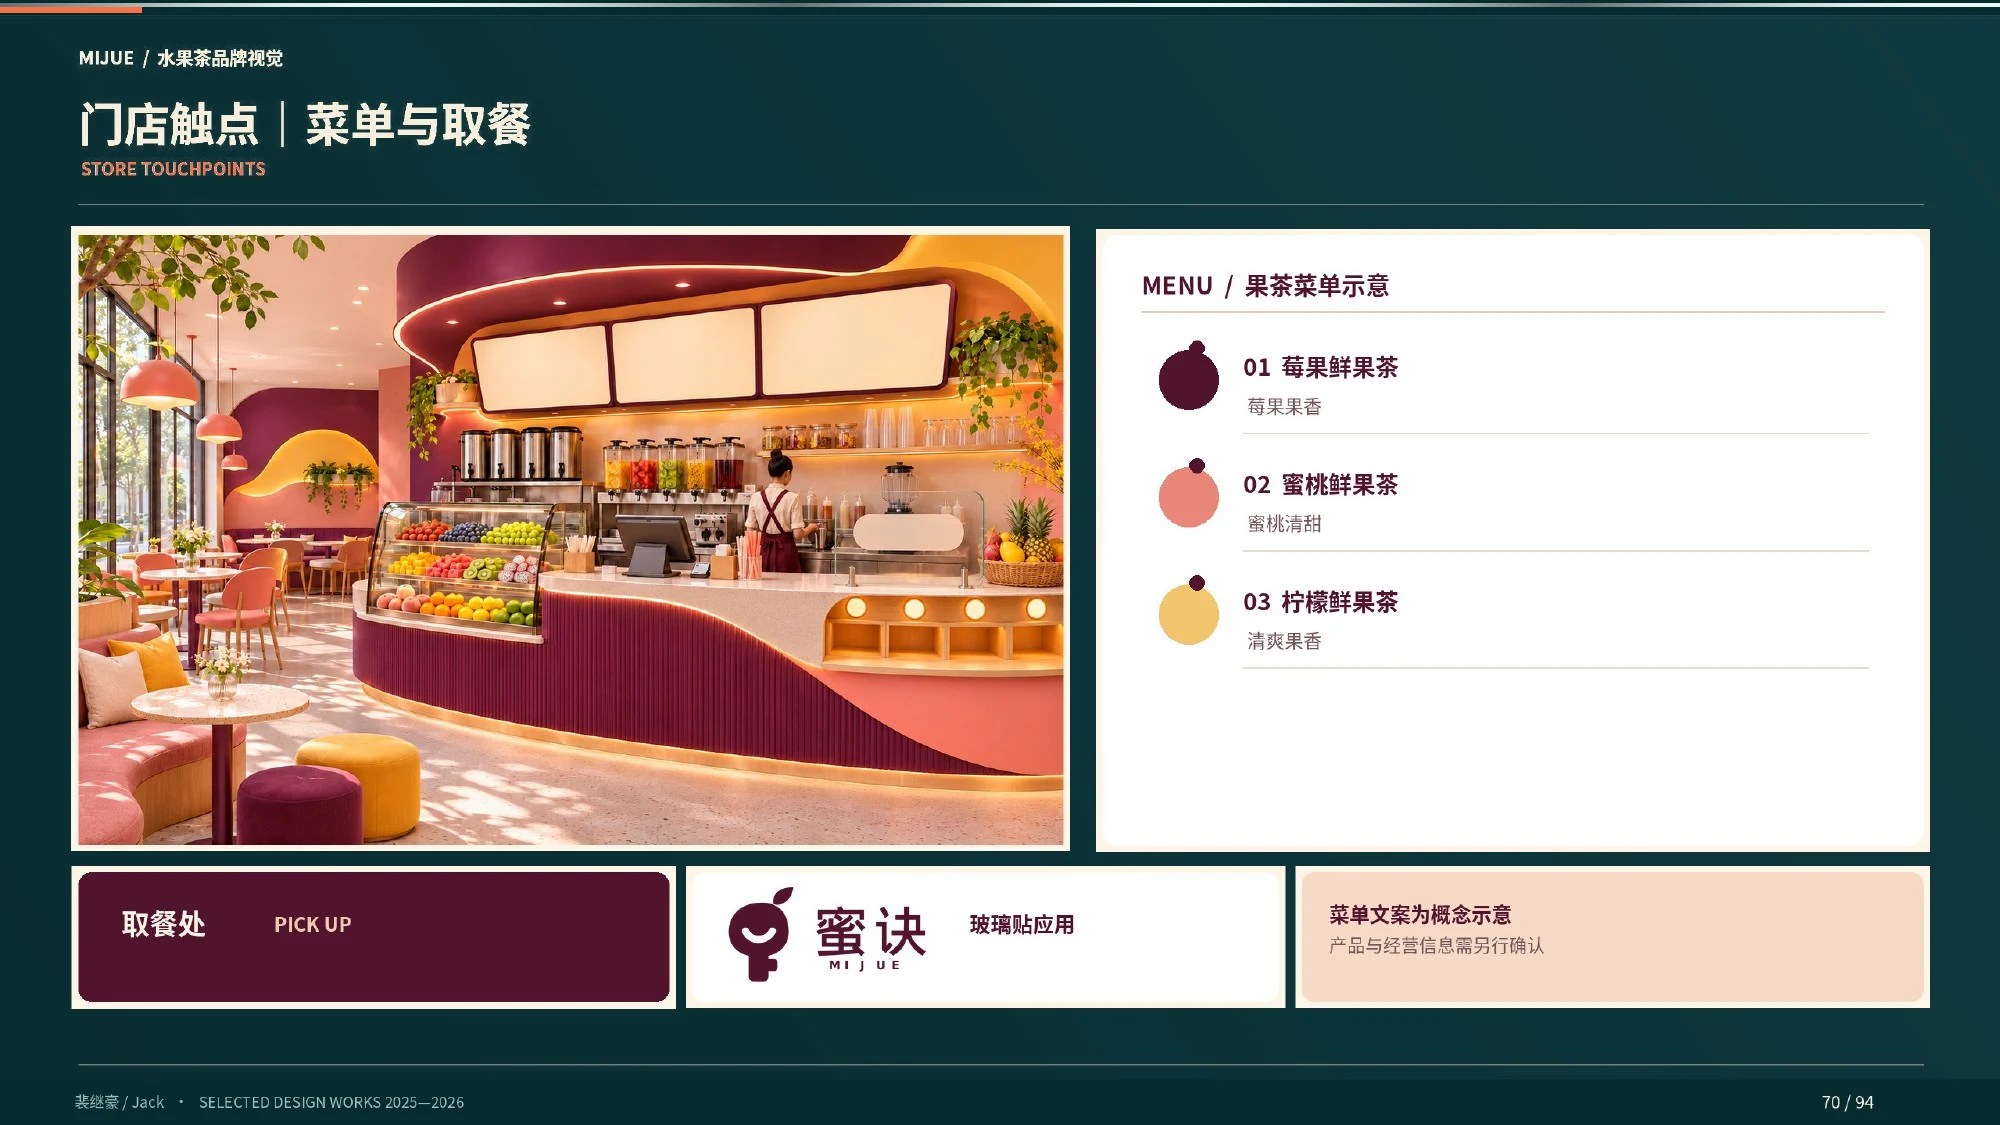 MIJUE / 水果茶品牌视觉
门店触点｜菜单与取餐
STORE TOUCHPOINTS
MENU / 果茶菜单示意
01 莓果鲜果茶
莓果果香
02 蜜桃鲜果茶
蜜桃清甜
03 柠檬鲜果茶
清爽果香
取餐处 PICK UP
蜜诀
MIJUE
玻璃贴应用
菜单文案为概念示意
产品与经营信息需另行确认
裴继豪 / Jack · SELECTED DESIGN WORKS 2025—2026
70 / 94